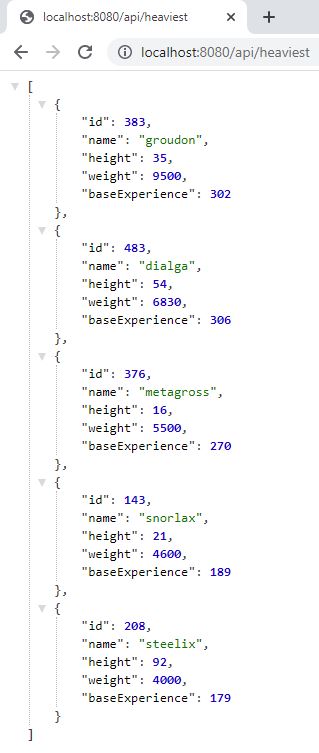 localhost:8080/api/heaviest
localhost:8080/api/heaviest
[
{
"id": 383,
"name": "groudon",
"height": 35,
"weight": 9500,
"baseExperience": 302
},
{
"id": 483,
"name": "dialga",
"height": 54,
"weight": 6830,
"baseExperience": 306
},
{
"id": 376,
"name": "metagross",
"height": 16,
"weight": 5500,
"baseExperience": 270
},
{
"id": 143,
"name": "snorlax",
"height": 21,
"weight": 4600,
"baseExperience": 189
},
{
"id": 208,
"name": "steelix",
"height": 92,
"weight": 4000,
"baseExperience": 179
}
]